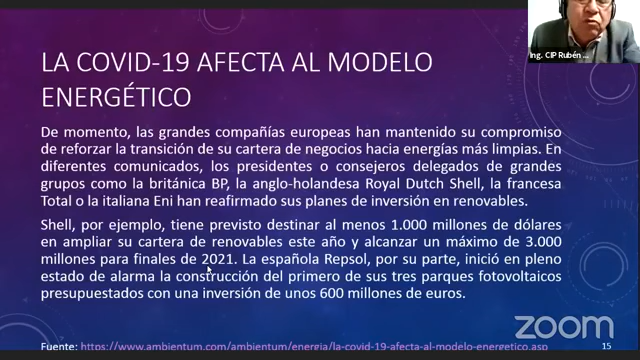 Ing. CIP Rubén ...
LA COVID-19 AFECTA AL MODELO
ENERGÉTICO
De momento, las grandes compañías europeas han mantenido su compromiso
de reforzar la transición de su cartera de negocios hacia energías más limpias. En
diferentes comunicados, los presidentes o consejeros delegados de grandes
grupos como la británica BP, la anglo-holandesa Royal Dutch Shell, la francesa
Total o la italiana Eni han reafirmado sus planes de inversión en renovables.
Shell, por ejemplo, tiene previsto destinar al menos 1.000 millones de dólares
en ampliar su cartera de renovables este año y alcanzar un máximo de 3.000
millones para finales de 2021. La española Repsol, por su parte, inició en pleno
estado de alarma la construcción del primero de sus tres parques fotovoltaicos
presupuestados con una inversión de unos 600 millones de euros.
zoom
Fuente: https://www.ambientum.com/ambientum/energia/la-covid-19-afecta-al-modelo-energetico.asp
15